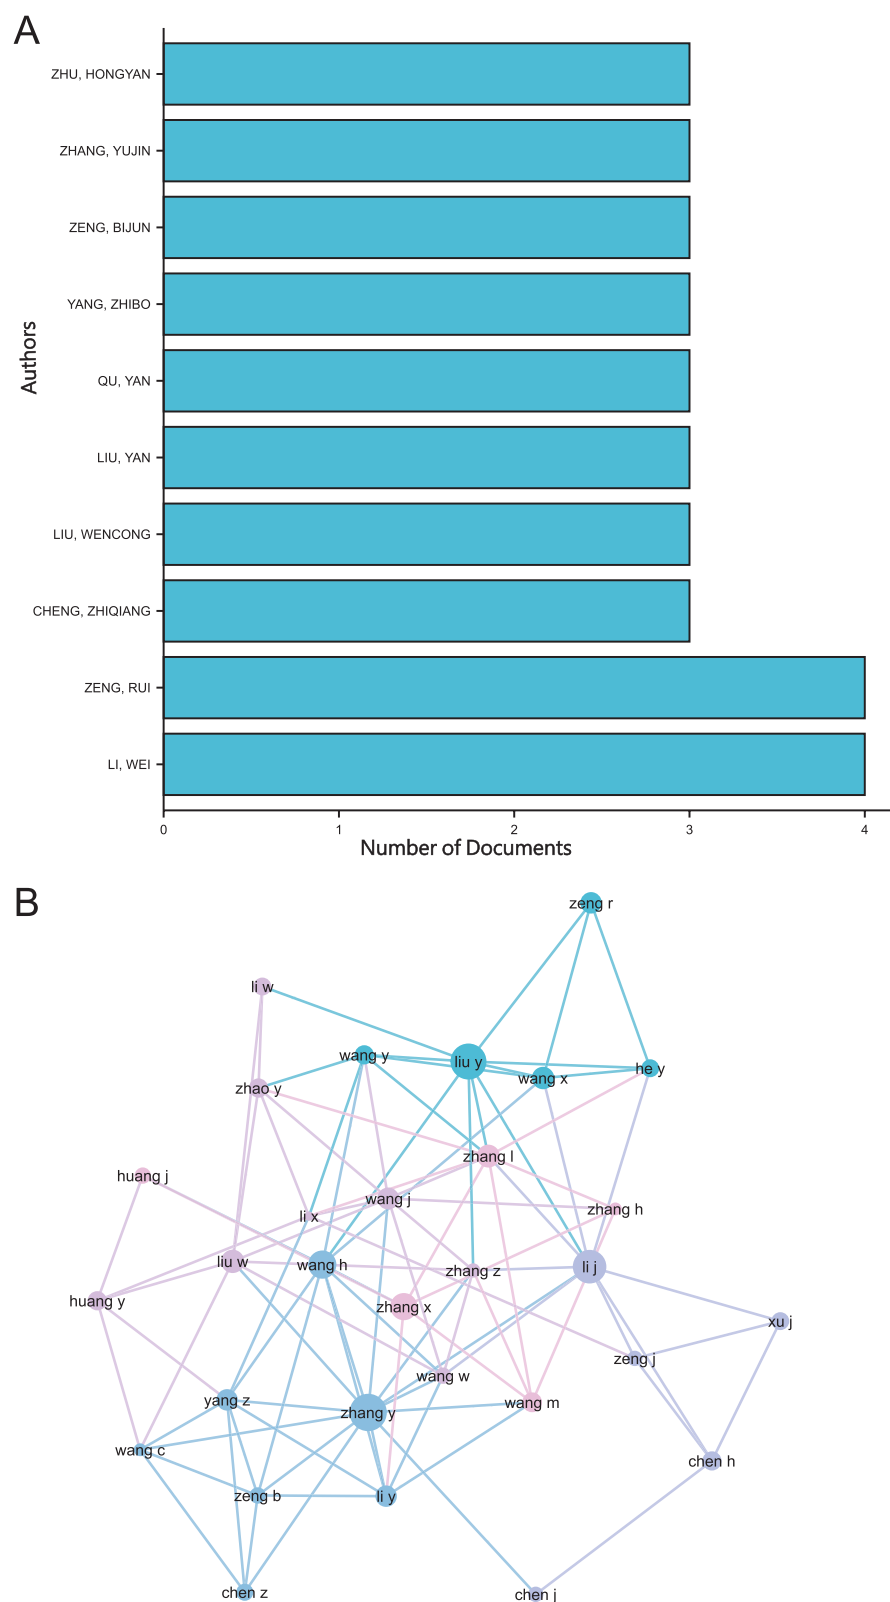 A
ZHU, HONGYAN
ZHANG, YUJIN
ZENG, BIJUN
YANG, ZHIBO
QU, YAN
LIU, YAN
LIU, WENCONG
CHENG, ZHIQIANG
ZENG, RUI
LI, WEI
Authors
0 1 2 3 4
Number of Documents
B
zeng r
li w
wang y
liu y
wang x
he y
zhao y
zhang l
huang j
wang j
li x
zhang h
liu w
wang h
zhang z
li j
huang y
zhang x
xu j
zeng j
wang w
yang z
zhang y
wang m
wang c
chen h
zeng b
li y
chen z
chen j